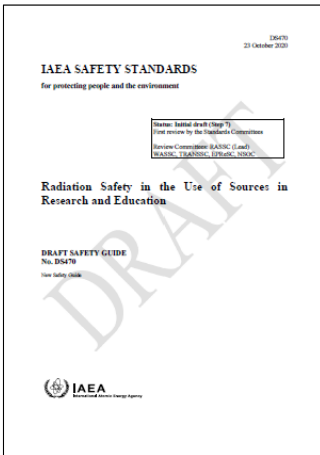 DS470
23 October 2020
IAEA SAFETY STANDARDS
for protecting people and the environment
Status: Initial draft (Step 7)
First review by the Standards Committees
Review Committees: RASSC (Lead)
WASSC, TRANSSC, EPReSC, NSOC
Radiation Safety in the Use of Sources in
Research and Education
DRAFT
DRAFT SAFETY GUIDE
No. DS470
New Safety Guide
IAEA
International Atomic Energy Agency